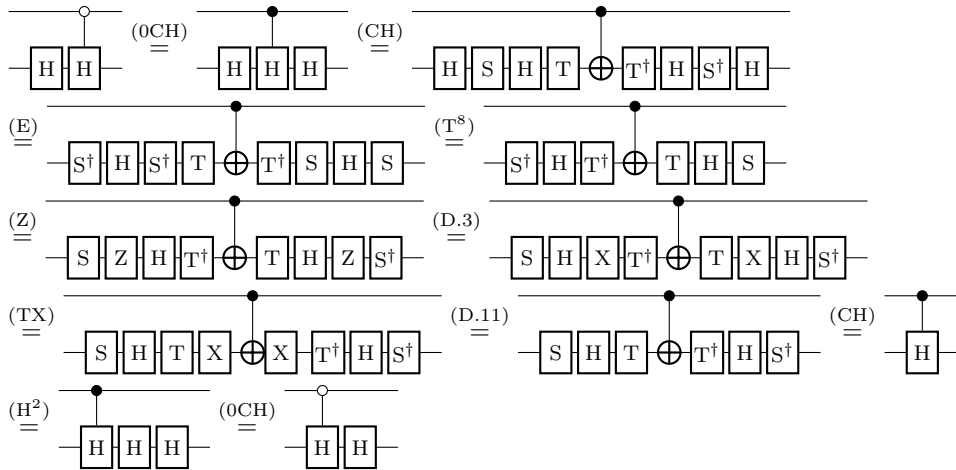 H H (0CH) = H H H (CH) = H S H T T† H S† H
(E) = S† H S† T T† S H S (T⁸) = S† H T† T H S
(Z) = S Z H T† T H Z S† (D.3) = S H X T† T X H S†
(TX) = S H T X X T† H S† (D.11) = S H T T† H S† (CH) = H
(H²) = H H H (0CH) = H H